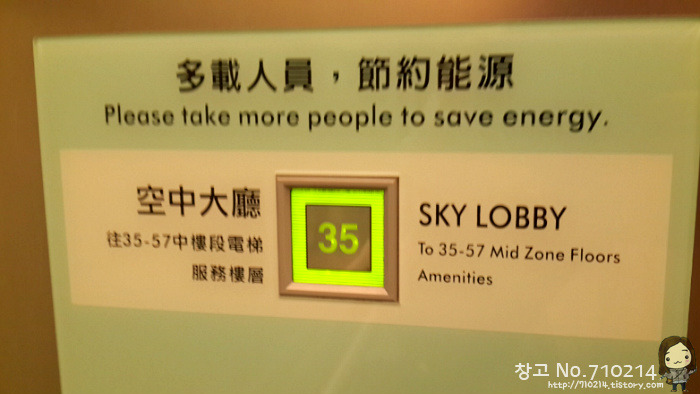 多載人員，節約能源
Please take more people to save energy.
空中大廳
往35-57中樓段電梯
服務樓層
35
SKY LOBBY
To 35-57 Mid Zone Floors
Amenities
창고 No.710214
http://710214.tistory.com/